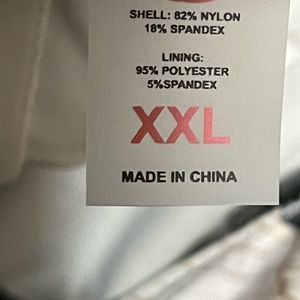 SHELL: 82% NYLON
18% SPANDEX
LINING:
95% POLYESTER
5%SPANDEX
XXL
MADE IN CHINA